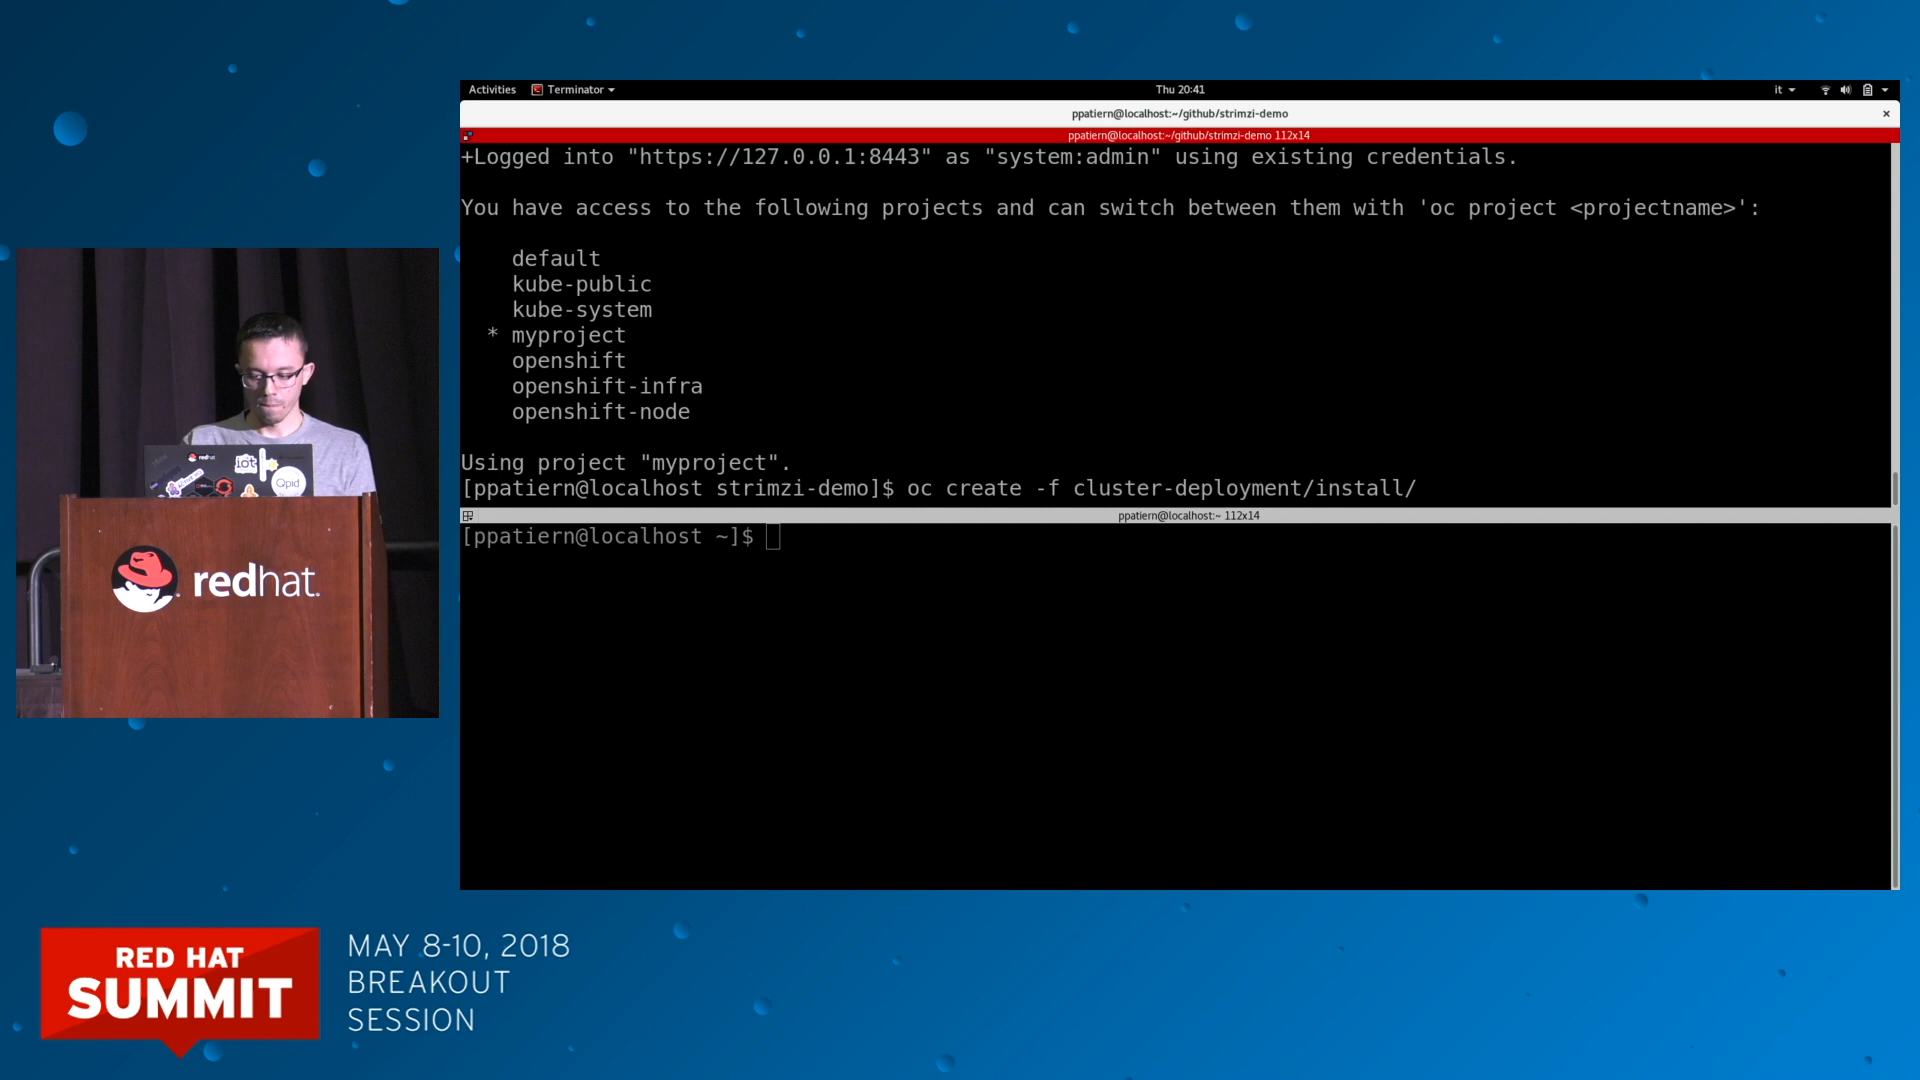 Activities Terminator Thu 20:41 it
ppatiern@localhost:~/github/strimzi-demo ×
ppatiern@localhost:~/github/strimzi-demo 112x14
+Logged into "https://127.0.0.1:8443" as "system:admin" using existing credentials.
You have access to the following projects and can switch between them with 'oc project <projectname>':
default
kube-public
kube-system
* myproject
openshift
openshift-infra
openshift-node
Using project "myproject".
[ppatiern@localhost strimzi-demo]$ oc create -f cluster-deployment/install/
ppatiern@localhost:~ 112x14
[ppatiern@localhost ~]$
redhat
iot
Qpid
redhat.
RED HAT
SUMMIT
MAY 8-10, 2018
BREAKOUT
SESSION